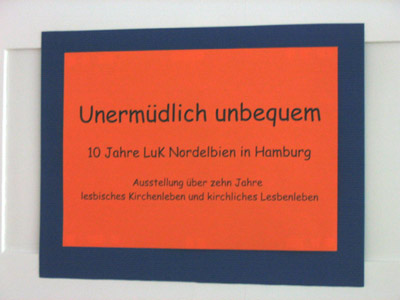 Unermüdlich unbequem
10 Jahre LuK Nordelbien in Hamburg
Ausstellung über zehn Jahre
lesbisches Kirchenleben und kirchliches Lesbenleben